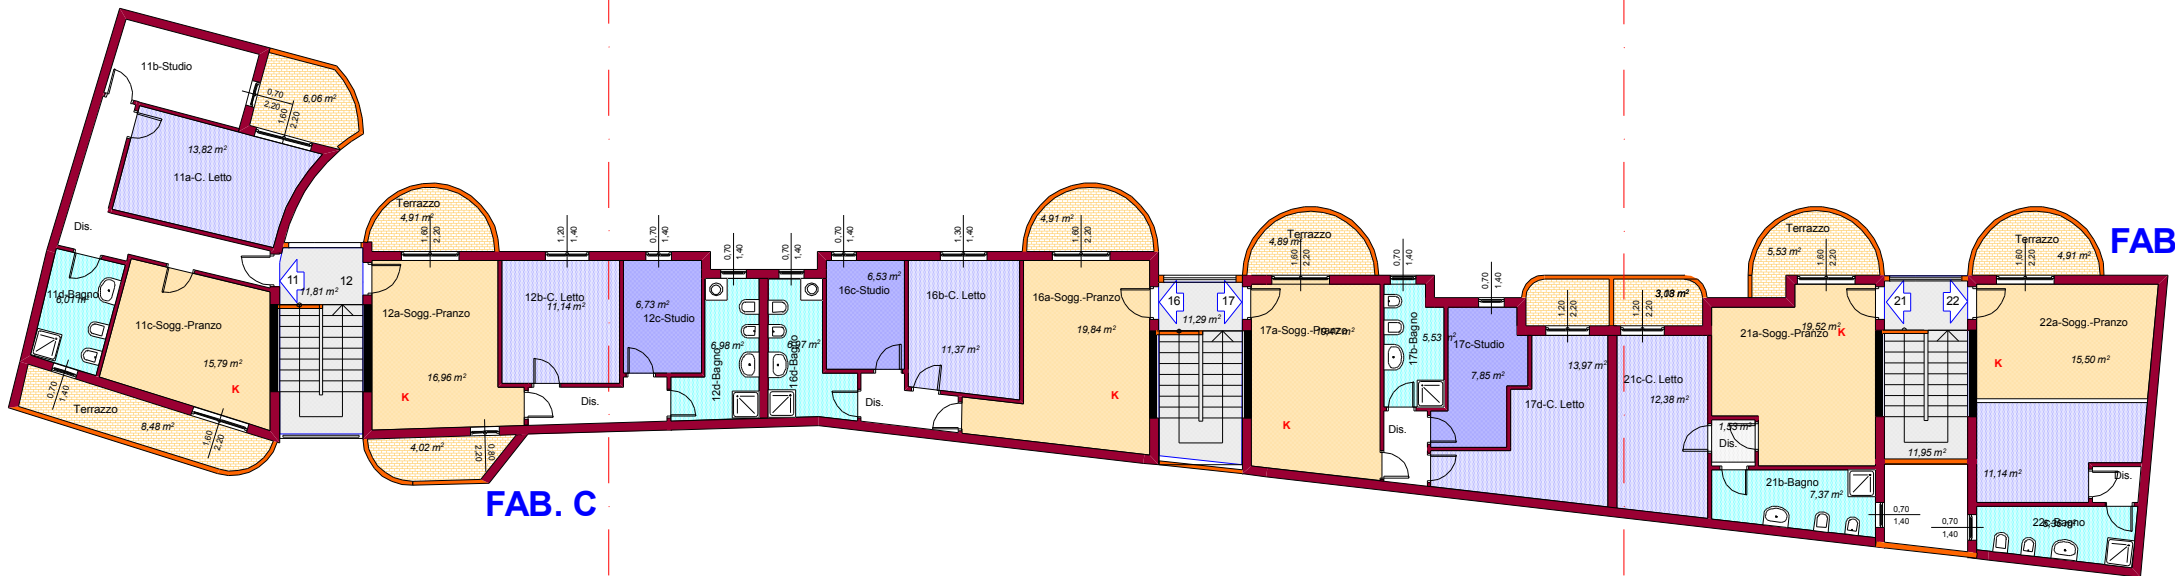 11b-Studio
6,06 m²
0,70
2,20
1,60
2,20
13,82 m²
11a-C. Letto
Dis.
11d-Bagno
6,01 m²
11
12
11,81 m²
11c-Sogg.-Pranzo
15,79 m²
K
0,70
1,40
Terrazzo
8,48 m²
1,60
2,20
Terrazzo
4,91 m²
1,60
2,20
12a-Sogg.-Pranzo
16,96 m²
K
4,02 m²
0,80
2,20
FAB. C
1,20
1,40
12b-C. Letto
11,14 m²
0,70
1,40
6,73 m²
12c-Studio
Dis.
0,70
1,40
6,98 m²
12d-Bagno
0,70
1,40
6,97 m²
16d-Bagno
0,70
1,40
6,53 m²
16c-Studio
Dis.
1,30
1,40
16b-C. Letto
11,37 m²
4,91 m²
1,60
2,20
16a-Sogg.-Pranzo
19,84 m²
K
16
17
11,29 m²
Terrazzo
4,89 m²
1,60
2,20
17a-Sogg.-Pranzo
K
0,70
1,40
17b-Bagno
5,53 m²
Dis.
0,70
1,40
17c-Studio
7,85 m²
1,20
2,20
13,97 m²
17d-C. Letto
3,08 m²
1,20
2,20
21c-C. Letto
12,38 m²
Terrazzo
5,53 m²
1,60
2,20
19,52 m²
21a-Sogg.-Pranzo
K
1,53 m²
Dis.
21b-Bagno
7,37 m²
21
22
11,95 m²
0,70
1,40
0,70
1,40
Terrazzo
4,91 m²
1,60
2,20
FAB
22a-Sogg.-Pranzo
15,50 m²
K
11,14 m²
Dis.
22c-Bagno